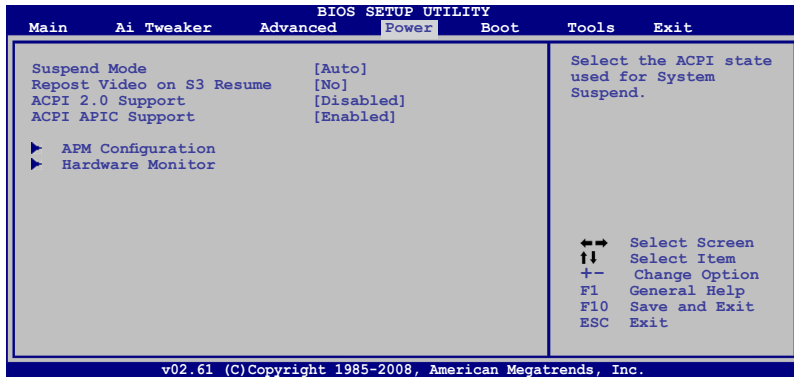 BIOS SETUP UTILITY
Main Ai Tweaker Advanced Power Boot Tools Exit
Suspend Mode [Auto]
Repost Video on S3 Resume [No]
ACPI 2.0 Support [Disabled]
ACPI APIC Support [Enabled]
APM Configuration
Hardware Monitor
Select the ACPI state
used for System
Suspend.
Select Screen
Select Item
+- Change Option
F1 General Help
F10 Save and Exit
ESC Exit
v02.61 (C)Copyright 1985-2008, American Megatrends, Inc.